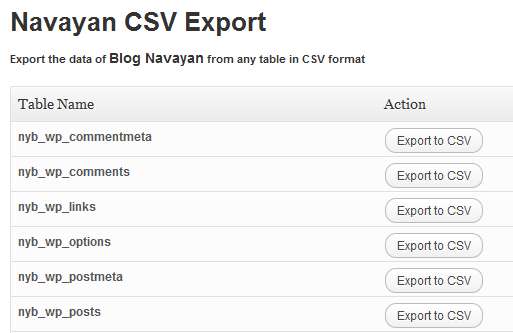 Navayan CSV Export
Export the data of Blog Navayan from any table in CSV format
Table Name Action
nyb_wp_commentmeta Export to CSV
nyb_wp_comments Export to CSV
nyb_wp_links Export to CSV
nyb_wp_options Export to CSV
nyb_wp_postmeta Export to CSV
nyb_wp_posts Export to CSV